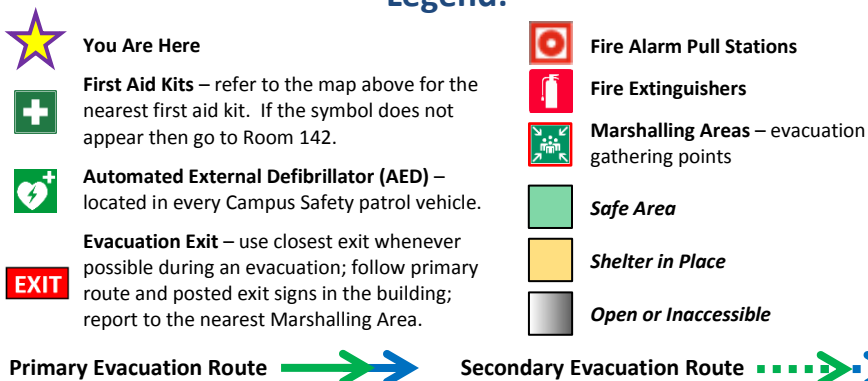 Legend:
You Are Here
First Aid Kits – refer to the map above for the
nearest first aid kit.  If the symbol does not
appear then go to Room 142.
Automated External Defibrillator (AED) –
located in every Campus Safety patrol vehicle.
Evacuation Exit – use closest exit whenever
possible during an evacuation; follow primary
route and posted exit signs in the building;
report to the nearest Marshalling Area.
EXIT
Fire Alarm Pull Stations
Fire Extinguishers
Marshalling Areas – evacuation
gathering points
Safe Area
Shelter in Place
Open or Inaccessible
Primary Evacuation Route
Secondary Evacuation Route